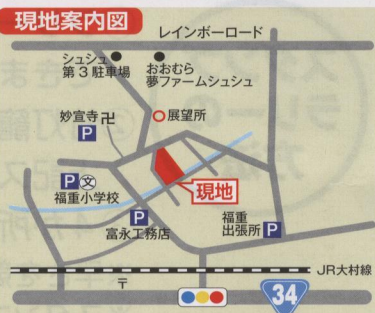 現地案内図
レインボーロード
シュシュ
第3駐車場
おおむら
夢ファームシュシュ
妙宣寺卍
P
展望所
P 文
福重小学校
現地
P
富永工務店
福重
出張所 P
JR大村線
〒
34